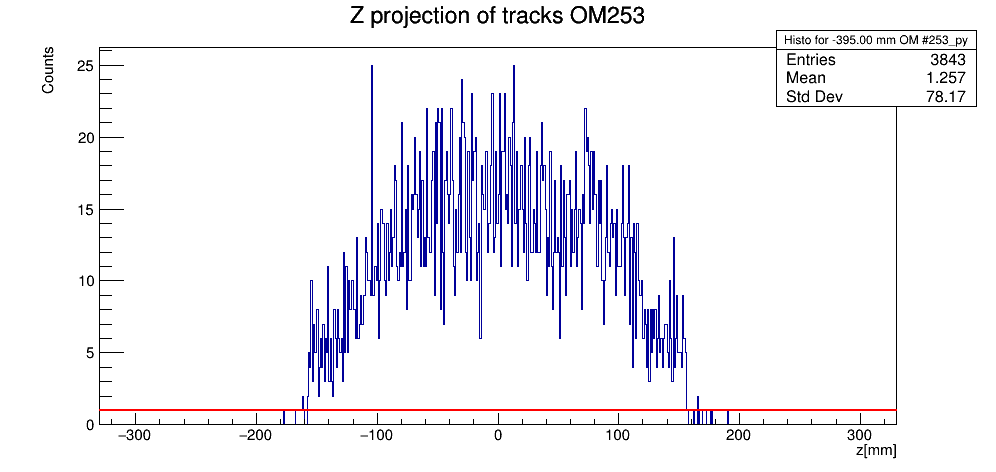 Z projection of tracks OM253
Histo for -395.00 mm OM #253_py
Entries 3843
Mean 1.257
Std Dev 78.17
Counts
25
20
15
10
5
0
−300 −200 −100 0 100 200 300
z[mm]